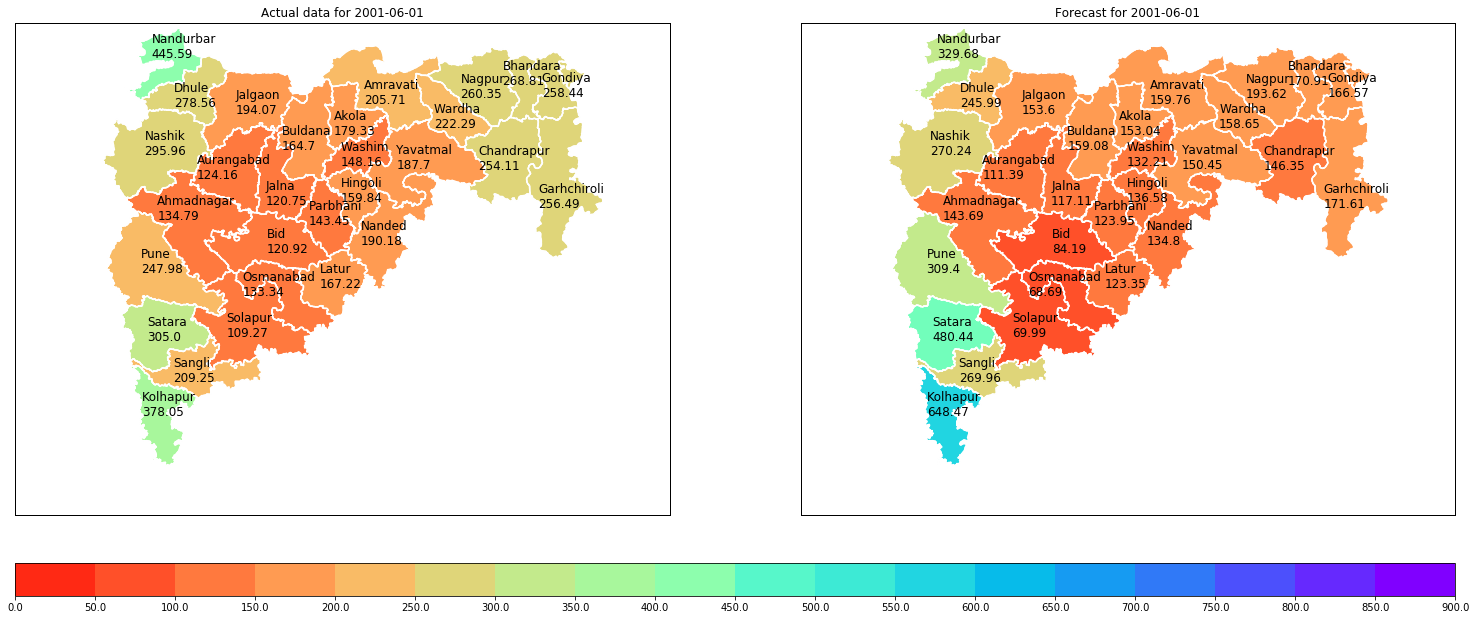 Actual data for 2001-06-01
Nandurbar
445.59
Dhule
278.56
Jalgaon
194.07
Nashik
295.96
Buldana
164.7
Akola
179.33
Amravati
205.71
Nagpur
260.35
Bhandara
268.81
Gondiya
258.44
Wardha
222.29
Washim
148.16
Yavatmal
187.7
Chandrapur
254.11
Garhchiroli
256.49
Aurangabad
124.16
Jalna
120.75
Hingoli
159.84
Parbhani
143.45
Ahmadnagar
134.79
Nanded
190.18
Bid
120.92
Pune
247.98
Osmanabad
133.34
Latur
167.22
Satara
305.0
Solapur
109.27
Sangli
209.25
Kolhapur
378.05
Forecast for 2001-06-01
Nandurbar
329.68
Dhule
245.99
Jalgaon
153.6
Nashik
270.24
Buldana
159.08
Akola
153.04
Amravati
159.76
Nagpur
193.62
Bhandara
170.91
Gondiya
166.57
Wardha
158.65
Washim
132.21
Yavatmal
150.45
Chandrapur
146.35
Garhchiroli
171.61
Aurangabad
111.39
Jalna
117.11
Hingoli
136.58
Parbhani
123.95
Ahmadnagar
143.69
Nanded
134.8
Bid
84.19
Pune
309.4
Osmanabad
68.69
Latur
123.35
Satara
480.44
Solapur
69.99
Sangli
269.96
Kolhapur
648.47
0.0 50.0 100.0 150.0 200.0 250.0 300.0 350.0 400.0 450.0 500.0 550.0 600.0 650.0 700.0 750.0 800.0 850.0 900.0